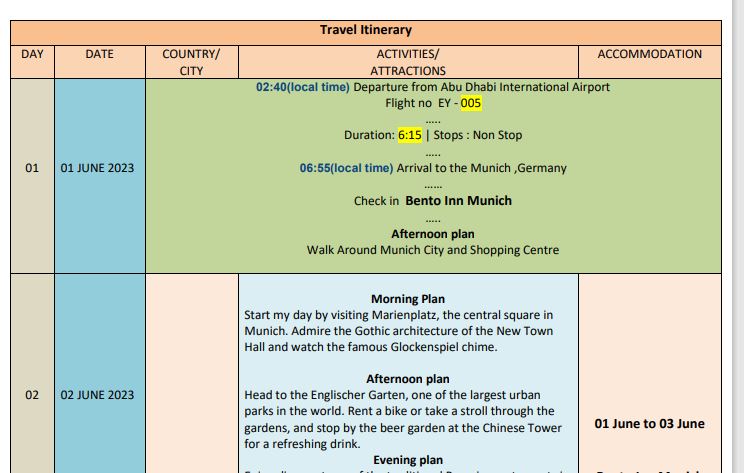 Travel Itinerary
DAY DATE COUNTRY/ CITY ACTIVITIES/ ATTRACTIONS ACCOMMODATION
01
01 JUNE 2023
02:40(local time) Departure from Abu Dhabi International Airport
Flight no EY - 005
…..
Duration: 6:15 | Stops : Non Stop
…..
06:55(local time) Arrival to the Munich ,Germany
……
Check in Bento Inn Munich
…..
Afternoon plan
Walk Around Munich City and Shopping Centre
02
02 JUNE 2023
Morning Plan
Start my day by visiting Marienplatz, the central square in
Munich. Admire the Gothic architecture of the New Town
Hall and watch the famous Glockenspiel chime.
Afternoon plan
Head to the Englischer Garten, one of the largest urban
parks in the world. Rent a bike or take a stroll through the
gardens, and stop by the beer garden at the Chinese Tower
for a refreshing drink.
Evening plan
01 June to 03 June